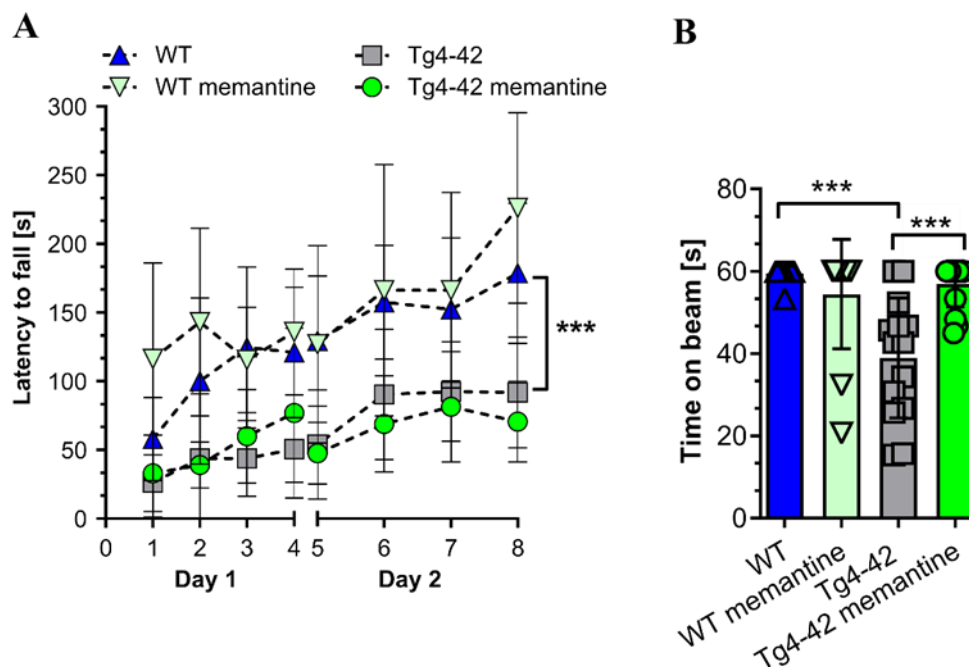 A
WT
Tg4-42
WT memantine
Tg4-42 memantine
Latency to fall [s]
300
250
200
150
100
50
0
0 1 2 3 4 5 6 7 8
Day 1
Day 2
***
B
Time on beam [s]
80
60
40
20
0
***
***
WT
WT memantine
Tg4-42
Tg4-42 memantine